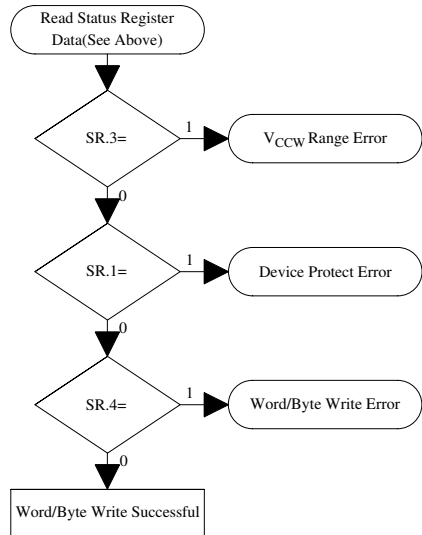 Read Status Register
Data(See Above)
SR.3=
1
VCCW Range Error
0
SR.1=
1
Device Protect Error
0
SR.4=
1
Word/Byte Write Error
0
Word/Byte Write Successful